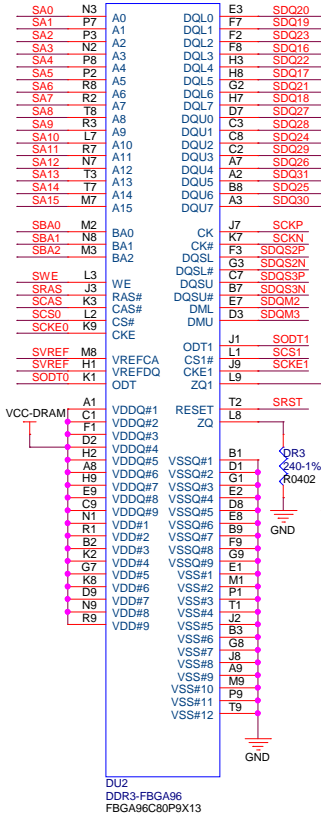 SA0 N3 A0 DQL0 E3 SDQ20
SA1 P7 A1 DQL1 F7 SDQ19
SA2 P3 A2 DQL2 F2 SDQ23
SA3 N2 A3 DQL3 F8 SDQ16
SA4 P8 A4 DQL4 H3 SDQ22
SA5 P2 A5 DQL5 H8 SDQ17
SA6 R8 A6 DQL6 G2 SDQ21
SA7 R2 A7 DQL7 H7 SDQ18
SA8 T8 A8 DQU0 D7 SDQ27
SA9 R3 A9 DQU1 C3 SDQ28
SA10 L7 A10 DQU2 C8 SDQ24
SA11 R7 A11 DQU3 C2 SDQ29
SA12 N7 A12 DQU4 A7 SDQ26
SA13 T3 A13 DQU5 A2 SDQ31
SA14 T7 A14 DQU6 B8 SDQ25
SA15 M7 A15 DQU7 A3 SDQ30
SBA0 M2 BA0 CK J7 SCKP
SBA1 N8 BA1 CK# K7 SCKN
SBA2 M3 BA2 DQSL F3 SDQS2P
DQSL# G3 SDQS2N
SWE L3 WE DQSU C7 SDQS3P
SRAS J3 RAS# DQSU# B7 SDQS3N
SCAS K3 CAS# DML E7 SDQM2
SCS0 L2 CS# DMU D3 SDQM3
SCKE0 K9 CKE
ODT1 J1 SODT1
SVREF M8 VREFCA CS1# L1 SCS1
SVREF H1 VREFDQ CKE1 J9 SCKE1
SODT0 K1 ODT ZQ1 L9
VCC-DRAM A1 VDDQ#1 RESET T2 SRST
C1 VDDQ#2 ZQ L8
F1 VDDQ#3
D2 VDDQ#4
H2 VDDQ#5 VSSQ#1 B1
A8 VDDQ#6 VSSQ#2 D1
H9 VDDQ#7 VSSQ#3 G1
E9 VDDQ#8 VSSQ#4 E2
C9 VDDQ#9 VSSQ#5 D8
N1 VDD#1 VSSQ#6 E8
R1 VDD#2 VSSQ#7 B9
B2 VDD#3 VSSQ#8 F9
K2 VDD#4 VSSQ#9 G9
G7 VDD#5 VSS#1 E1
K8 VDD#6 VSS#2 M1
D9 VDD#7 VSS#3 P1
N9 VDD#8 VSS#4 T1
R9 VDD#9 VSS#5 J2
VSS#6 B3
VSS#7 G8
VSS#8 J8
VSS#9 A9
VSS#10 M9
VSS#11 P9
VSS#12 T9
DR3
240-1%
R0402
GND
GND
DU2
DDR3-FBGA96
FBGA96C80P9X13